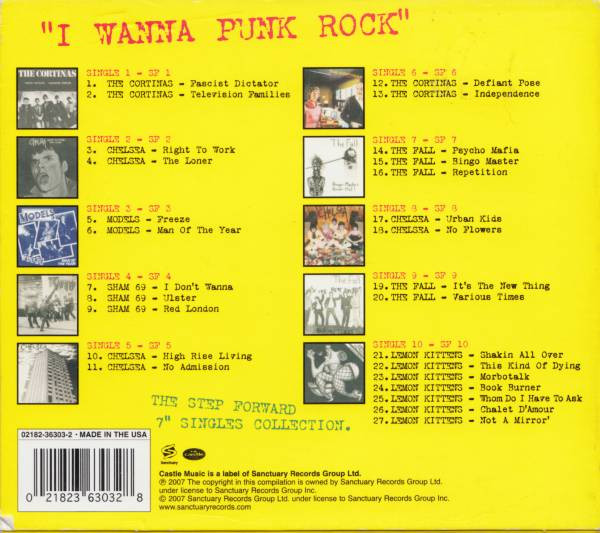 "I WANNA PUNK ROCK"
SINGLE 1 - SF 1
1. THE CORTINAS - Fascist Dictator
2. THE CORTINAS - Television Families
SINGLE 2 - SF 2
3. CHELSEA - Right To Work
4. CHELSEA - The Loner
SINGLE 3 - SF 3
5. MODELS - Freeze
6. MODELS - Man Of The Year
SINGLE 4 - SF 4
7. SHAM 69 - I Don't Wanna
8. SHAM 69 - Ulster
9. SHAM 69 - Red London
SINGLE 5 - SF 5
10. CHELSEA - High Rise Living
11. CHELSEA - No Admission
SINGLE 6 - SF 6
12. THE CORTINAS - Defiant Pose
13. THE CORTINAS - Independence
SINGLE 7 - SF 7
14. THE FALL - Psycho Mafia
15. THE FALL - Bingo Master
16. THE FALL - Repetition
SINGLE 8 - SF 8
17. CHELSEA - Urban Kids
18. CHELSEA - No Flowers
SINGLE 9 - SF 9
19. THE FALL - It's The New Thing
20. THE FALL - Various Times
SINGLE 10 - SF 10
21. LEMON KITTENS - Shakin All Over
22. LEMON KITTENS - This Kind Of Dying
23. LEMON KITTENS - Morbotalk
24. LEMON KITTENS - Book Burner
25. LEMON KITTENS - Whom Do I Have To Ask
26. LEMON KITTENS - Chalet D'Amour
27. LEMON KITTENS - Not A Mirror'
THE CORTINAS
CHELSEA
MODELS
The Fall
CHELSEA
The Fall
THE STEP FORWARD
7" SINGLES COLLECTION.
02182-36303-2 • MADE IN THE USA
0 21823 63032 8
Sanctuary
Castle
Castle Music is a label of Sanctuary Records Group Ltd.
℗ 2007 The copyright in this compilation is owned by Sanctuary Records Group Ltd.
under license to Sanctuary Records Group Inc.
© 2007 Sanctuary Records Group Ltd. under license to Sanctuary Records Group Inc.
www.sanctuaryrecords.com